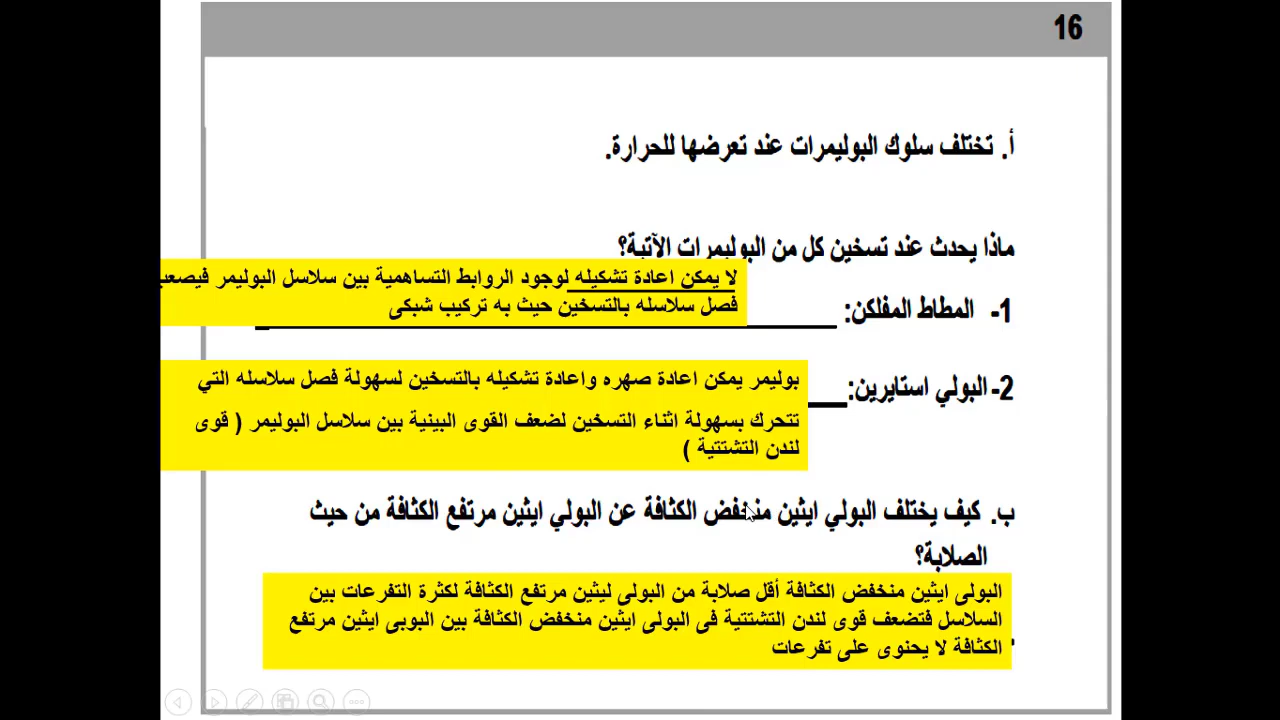 16
أ. تختلف سلوك البوليمرات عند تعرضها للحرارة.
ماذا يحدث عند تسخين كل من البوليمرات الآتية؟
لا يمكن اعادة تشكيله لوجود الروابط التساهمية بين سلاسل البوليمر فيصعب
فصل سلاسله بالتسخين حيث به تركيب شبكى
1- المطاط المفلكن:
بوليمر يمكن اعادة صهره واعادة تشكيله بالتسخين لسهولة فصل سلاسله التي
2- البولي استايرين:
تتحرك بسهولة اثناء التسخين لضعف القوى البينية بين سلاسل البوليمر ( قوى
لندن التشتتية )
ب. كيف يختلف البولي ايثين منخفض الكثافة عن البولي ايثين مرتفع الكثافة من حيث
الصلابة؟
البولى ايثين منخفض الكثافة أقل صلابة من البولى ليثين مرتفع الكثافة لكثرة التفرعات بين
السلاسل فتضعف قوى لندن التشتتية فى البولى ايثين منخفض الكثافة بين البوبى ايثين مرتفع
الكثافة لا يحنوى على تفرعات